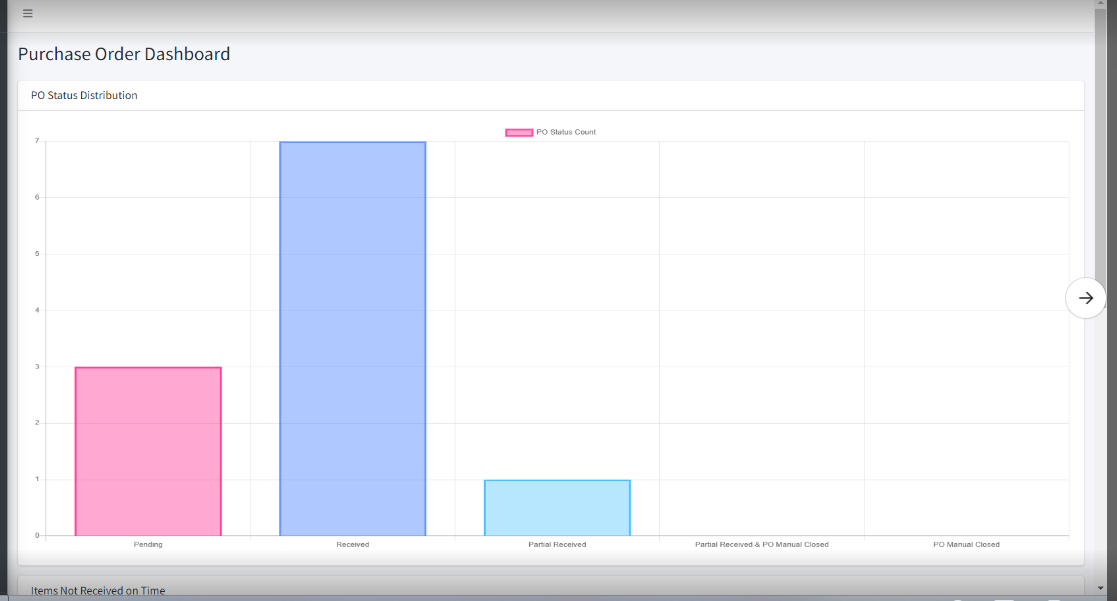 Purchase Order Dashboard
PO Status Distribution
PO Status Count
7
6
5
4
3
2
1
0
Pending Received Partial Received Partial Received & PO Manual Closed PO Manual Closed
Items Not Received on Time